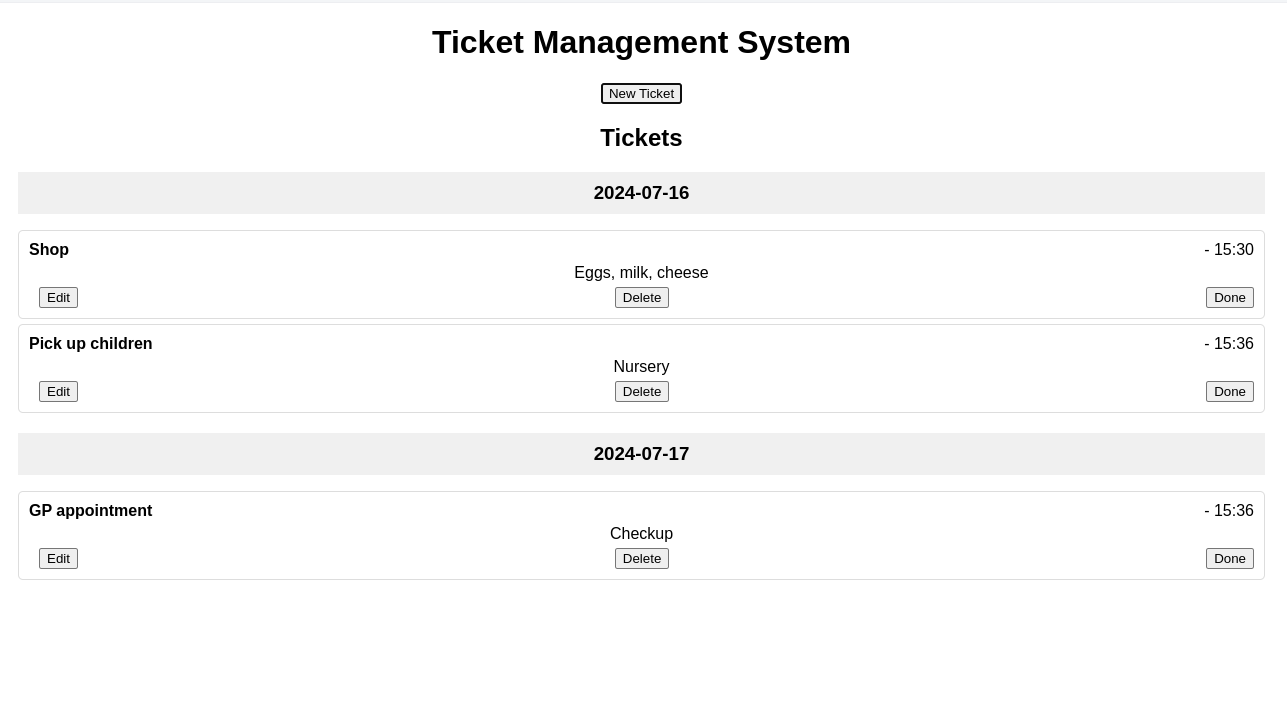 Ticket Management System
New Ticket
Tickets
2024-07-16
Shop - 15:30
Eggs, milk, cheese
Edit Delete Done
Pick up children - 15:36
Nursery
Edit Delete Done
2024-07-17
GP appointment - 15:36
Checkup
Edit Delete Done